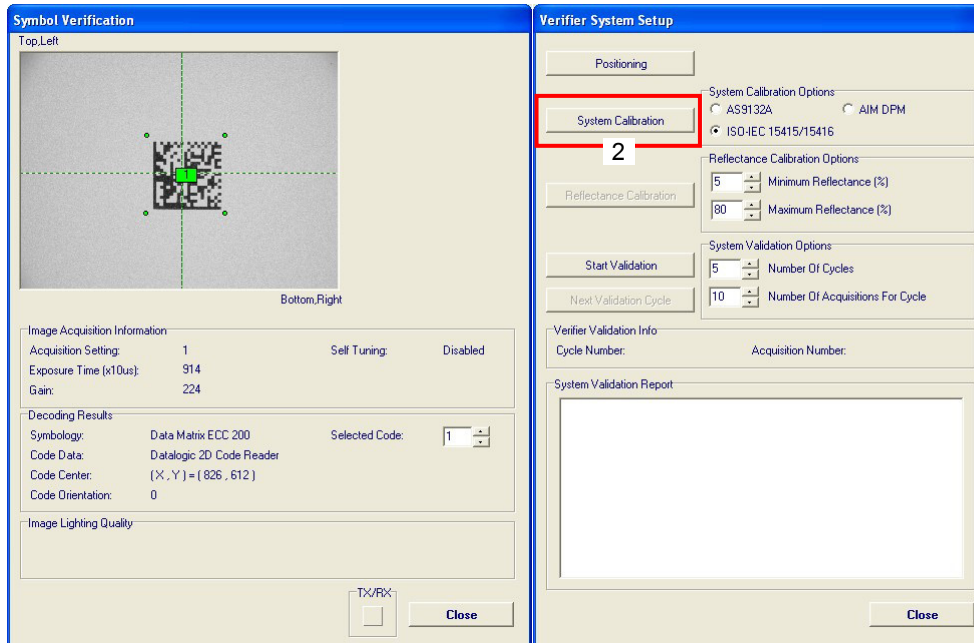 Symbol Verification
Top,Left
1
Bottom,Right
Image Acquisition Information
Acquisition Setting: 1 Self Tuning: Disabled
Exposure Time (x10us): 914
Gain: 224
Decoding Results
Symbology: Data Matrix ECC 200 Selected Code: 1
Code Data: Datalogic 2D Code Reader
Code Center: ( X , Y ) = ( 826 , 612 )
Code Orientation: 0
Image Lighting Quality
TX/RX
Close
Verifier System Setup
Positioning
System Calibration Options
System Calibration
2
AS9132A AIM DPM
ISO-IEC 15415/15416
Reflectance Calibration Options
Reflectance Calibration
5 Minimum Reflectance (%)
80 Maximum Reflectance (%)
System Validation Options
Start Validation 5 Number Of Cycles
Next Validation Cycle 10 Number Of Acquisitions For Cycle
Verifier Validation Info
Cycle Number: Acquisition Number:
System Validation Report
Close